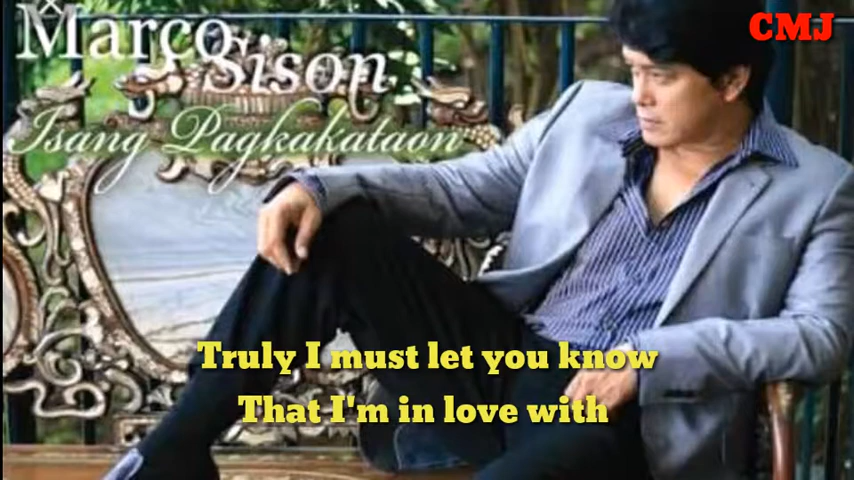 Marco
Sison
Isang Pagkakataon
CMJ
Truly I must let you know
That I'm in love with